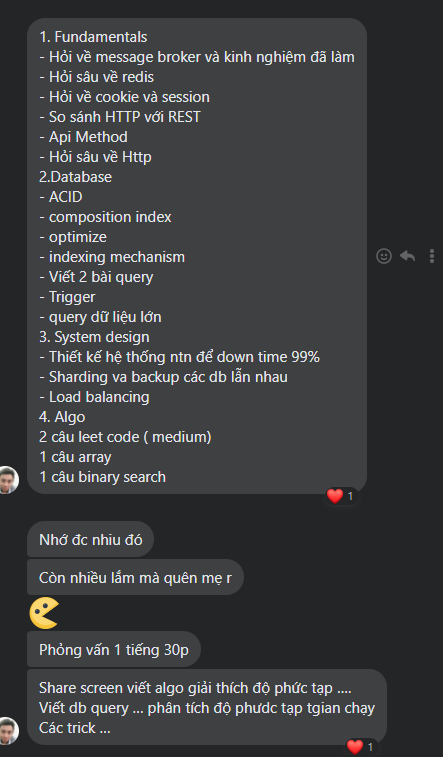 1. Fundamentals
- Hỏi về message broker và kinh nghiệm đã làm
- Hỏi sâu về redis
- Hỏi về cookie và session
- So sánh HTTP với REST
- Api Method
- Hỏi sâu về Http
2.Database
- ACID
- composition index
- optimize
- indexing mechanism
- Viết 2 bài query
- Trigger
- query dữ liệu lớn
3. System design
- Thiết kế hệ thống ntn để down time 99%
- Sharding va backup các db lẫn nhau
- Load balancing
4. Algo
2 câu leet code ( medium)
1 câu array
1 câu binary search
1
Nhớ đc nhiu đó
Còn nhiều lắm mà quên mẹ r
Phỏng vấn 1 tiếng 30p
Share screen viết algo giải thích độ phức tạp ....
Viết db query ... phân tích độ phưdc tạp tgian chạy
Các trick ...
1